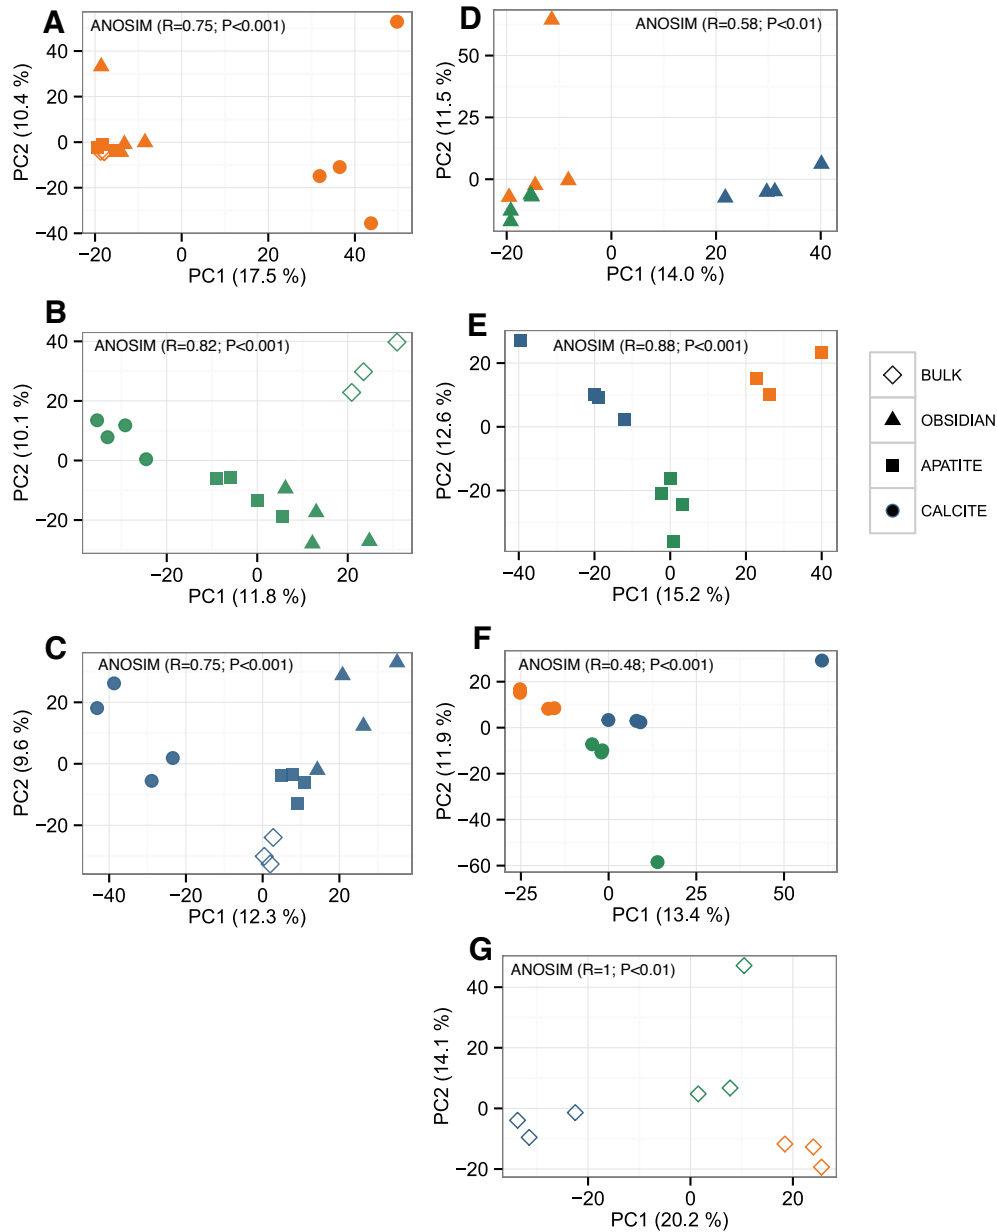 A
ANOSIM (R=0.75; P<0.001)
40
20
0
−20
−40
PC2 (10.4 %)
−20
0
20
40
PC1 (17.5 %)
D
ANOSIM (R=0.58; P<0.01)
50
25
0
PC2 (11.5 %)
−20
0
20
40
PC1 (14.0 %)
B
ANOSIM (R=0.82; P<0.001)
40
20
0
−20
PC2 (10.1 %)
−20
0
20
PC1 (11.8 %)
E
ANOSIM (R=0.88; P<0.001)
20
0
−20
PC2 (12.6 %)
−40
−20
0
20
40
PC1 (15.2 %)
BULK
OBSIDIAN
APATITE
CALCITE
C
ANOSIM (R=0.75; P<0.001)
20
0
−20
PC2 (9.6 %)
−40
−20
0
20
PC1 (12.3 %)
F
ANOSIM (R=0.48; P<0.001)
20
0
−20
−40
−60
PC2 (11.9 %)
−25
0
25
50
PC1 (13.4 %)
G
ANOSIM (R=1; P<0.01)
40
20
0
−20
PC2 (14.1 %)
−20
0
20
PC1 (20.2 %)